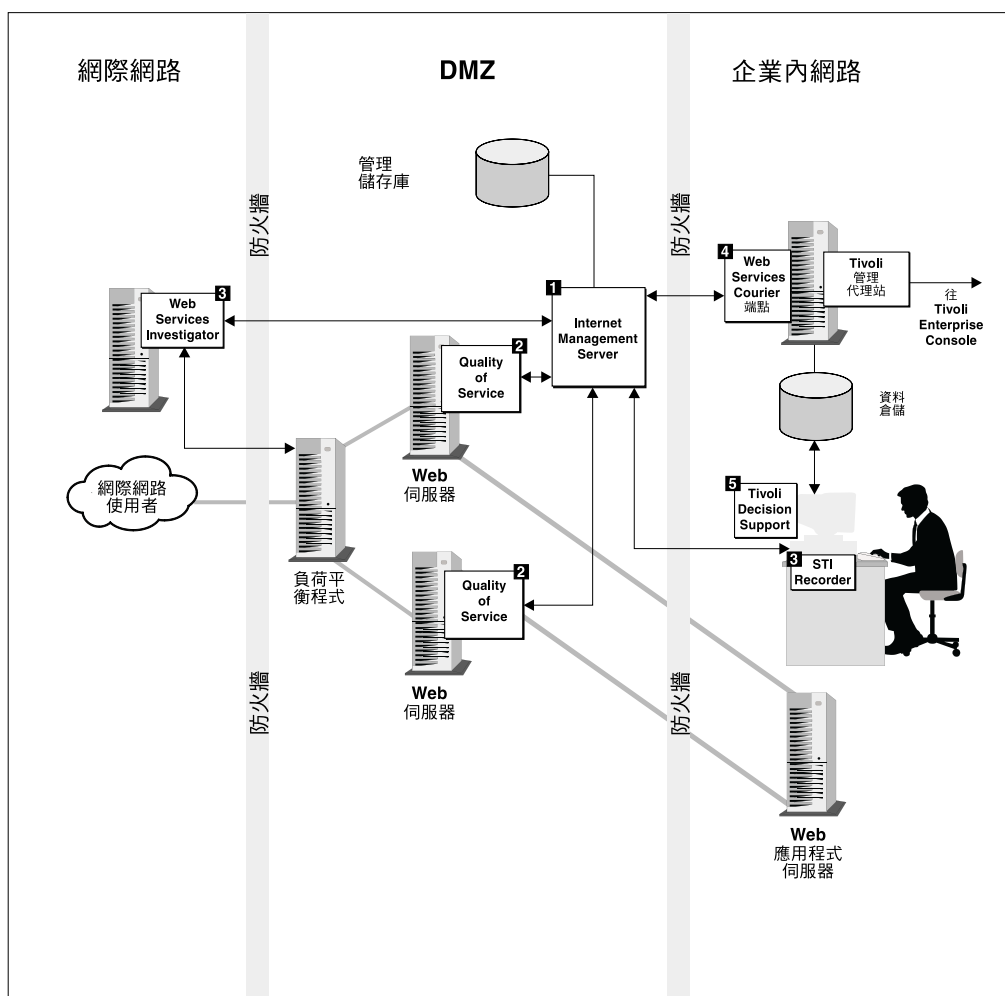 網際網路
DMZ
企業內網路
管理
儲存庫
防火牆
防火牆
4
Web
Services
Courier
端點
Tivoli
管理
代理站
往
Tivoli
Enterprise
Console
3
Web
Services
Investigator
1
Internet
Management
Server
2
Quality
of
Service
資料
倉儲
Web
伺服器
網際網路
使用者
5
Tivoli
Decision
Support
3
STI
Recorder
負荷平
衡程式
2
Quality
of
Service
Web
伺服器
防火牆
防火牆
Web
應用程式
伺服器